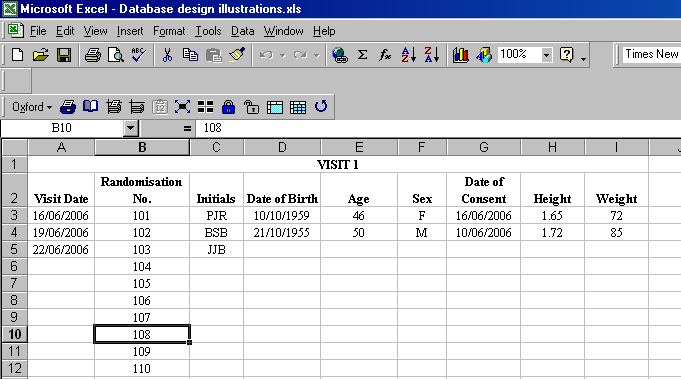 Microsoft Excel - Database design illustrations.xls
File Edit View Insert Format Tools Data Window Help
100% Times New
Oxford
B10 = 108
A B C D E F G H I
1 VISIT 1
2 Visit Date Randomisation No. Initials Date of Birth Age Sex Date of Consent Height Weight
3 16/06/2006 101 PJR 10/10/1959 46 F 16/06/2006 1.65 72
4 19/06/2006 102 BSB 21/10/1955 50 M 10/06/2006 1.72 85
5 22/06/2006 103 JJB
6 104
7 105
8 106
9 107
10 108
11 109
12 110